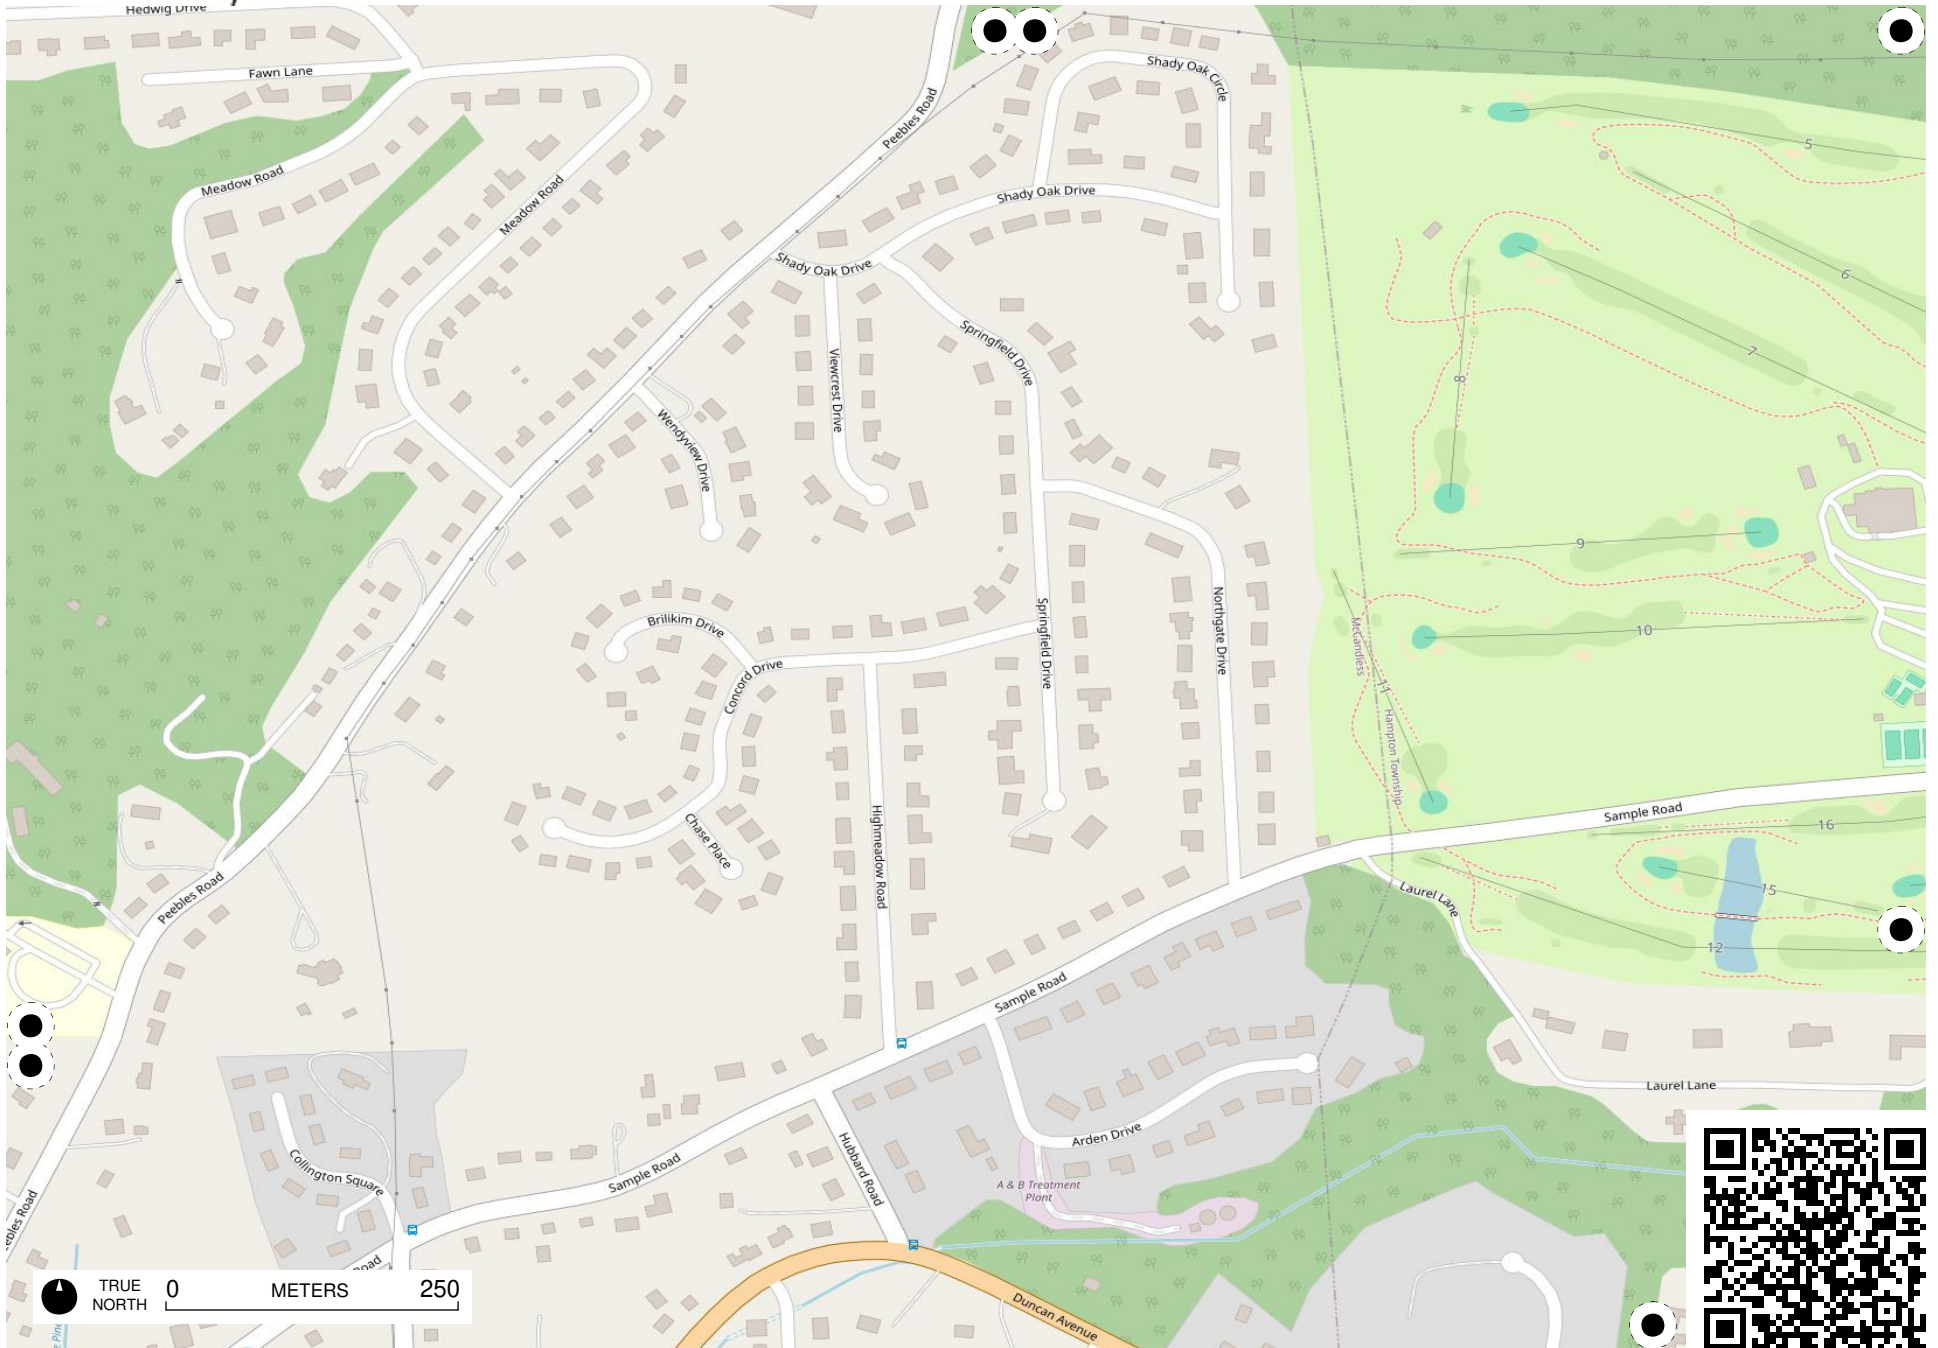 Hedwig Drive
Fawn Lane
Shady Oak Circle
Peebles Road
5
Meadow Road
Meadow Road
Shady Oak Drive
Shady Oak Drive
6
Springfield Drive
7
Viewcrest Drive
8
Wendyview Drive
9
Northgate Drive
Springfield Drive
Brilikim Drive
10
McCandless
Concord Drive
11
Hampton Township
Sample Road
Highmeadow Road
Chase Place
16
Peebles Road
Laurel Lane
15
12
Sample Road
Laurel Lane
Hubbard Road
Arden Drive
Collington Square
Sample Road
A & B Treatment
Plant
ebles Road
oad
TRUE
NORTH
0 METERS 250
Duncan Avenue
e Pine